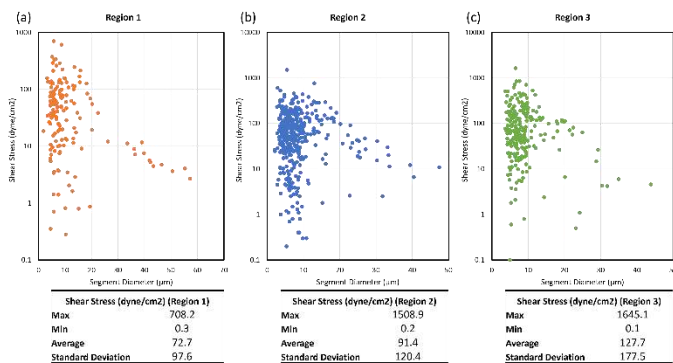 (a)
Region 1
Shear Stress (dyne/cm2)
1000
100
10
1
0.1
0 10 20 30 40 50 60 70
Segment Diameter (μm)
Shear Stress (dyne/cm2) (Region 1)
Max 708.2
Min 0.3
Average 72.7
Standard Deviation 97.6
(b)
Region 2
Shear Stress (dyne/cm2)
10000
1000
100
10
1
0.1
0 10 20 30 40 50
Segment Diameter (μm)
Shear Stress (dyne/cm2) (Region 2)
Max 1508.9
Min 0.2
Average 91.4
Standard Deviation 120.4
(c)
Region 3
Shear Stress (dyne/cm2)
10000
1000
100
10
1
0.1
0 10 20 30 40 50
Segment Diameter (μm)
Shear Stress (dyne/cm2) (Region 3)
Max 1645.1
Min 0.1
Average 127.7
Standard Deviation 177.5